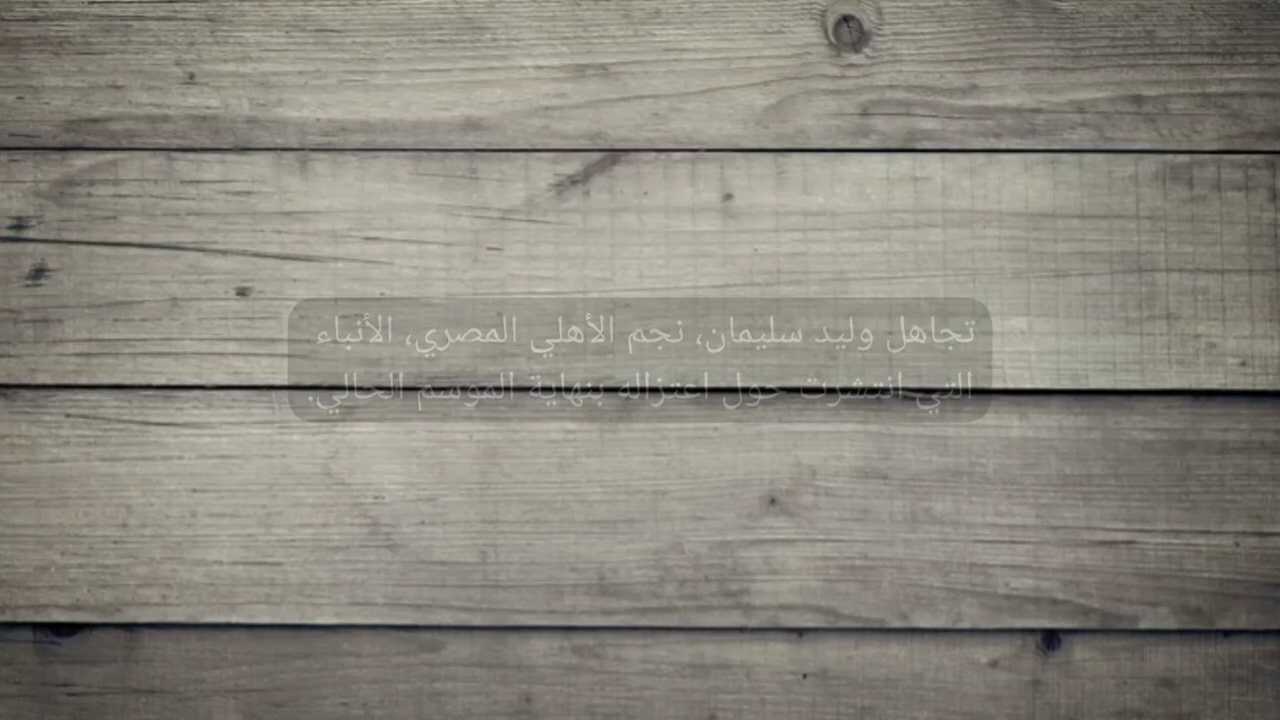 تجاهل وليد سليمان، نجم الأهلي المصري، الأنباء
التي انتشرت حول اعتزاله بنهاية الموسم الحالي.